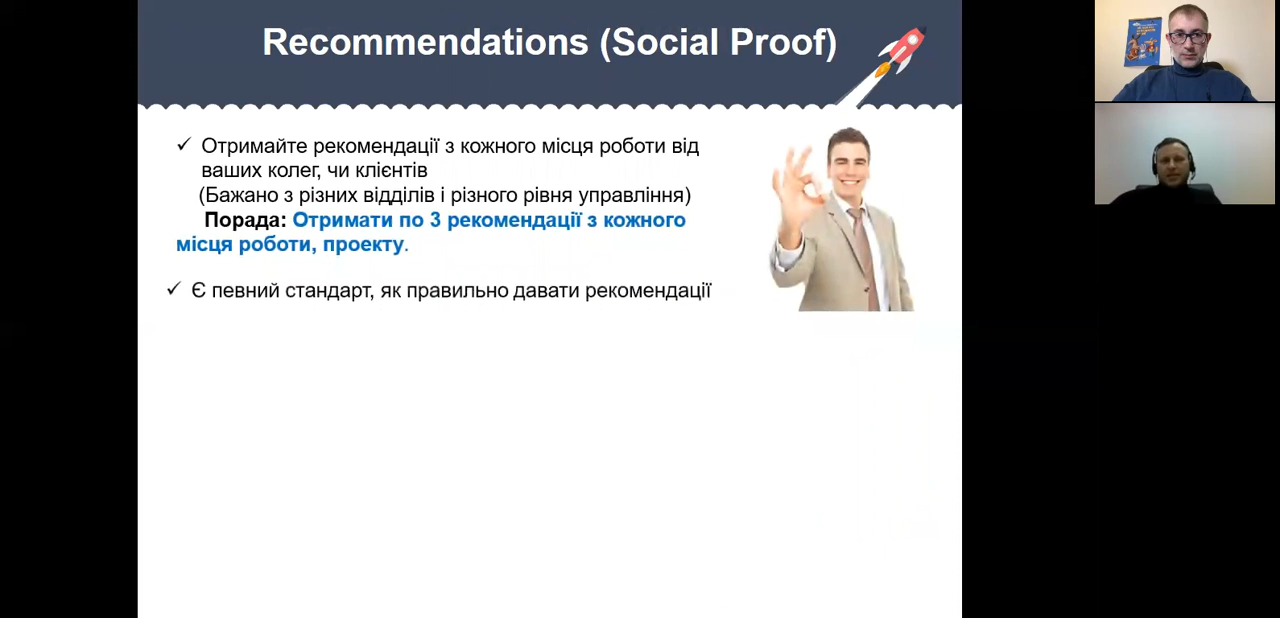 Recommendations (Social Proof)
✓ Отримайте рекомендації з кожного місця роботи від
ваших колег, чи клієнтів
(Бажано з різних відділів і різного рівня управління)
Порада: Отримати по 3 рекомендації з кожного
місця роботи, проекту.
✓ Є певний стандарт, як правильно давати рекомендації